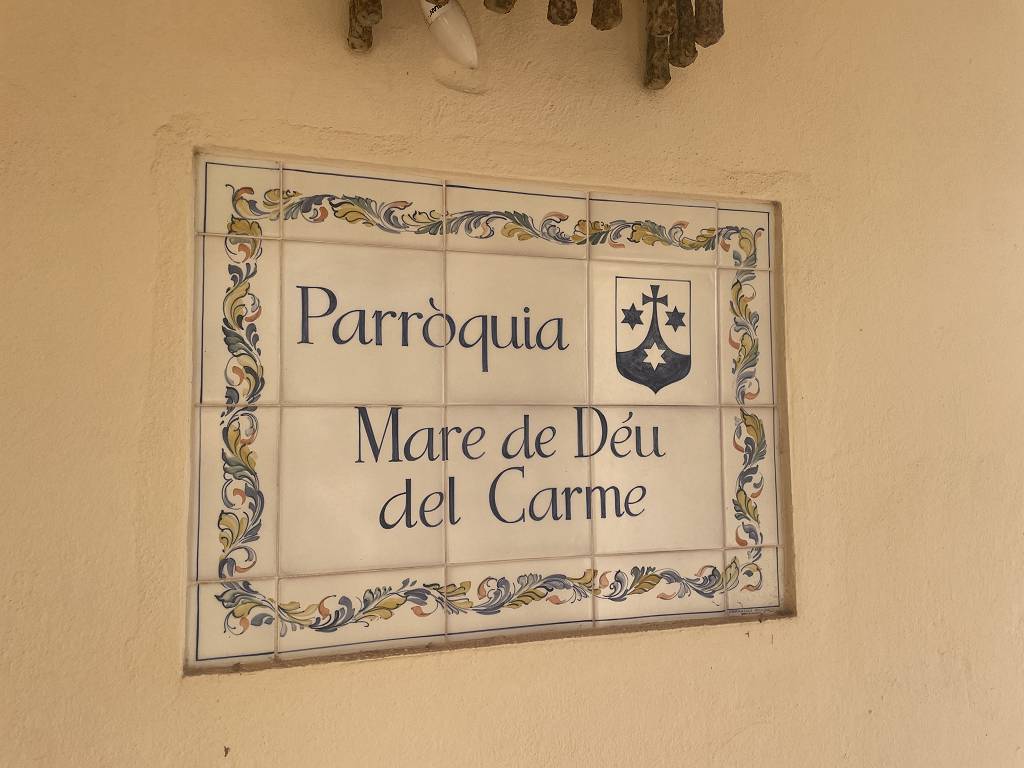 Parròquia
Mare de Déu
del Carme